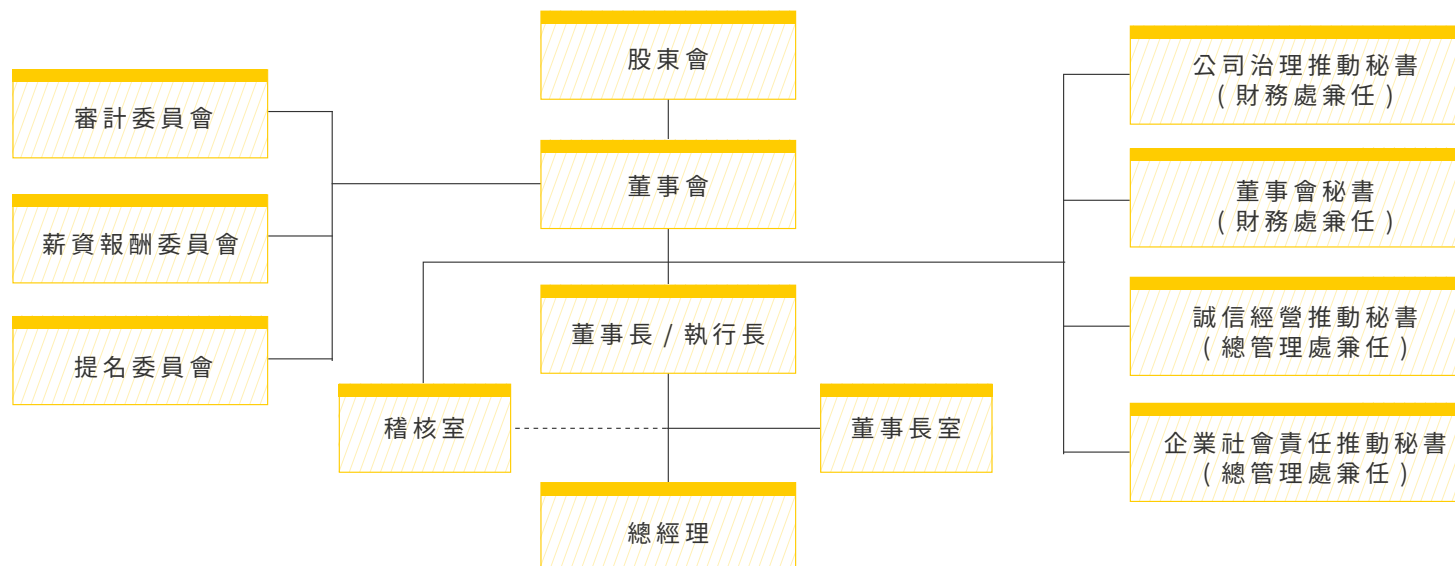 股東會
審計委員會
董事會
薪資報酬委員會
提名委員會
董事長 / 執行長
稽核室
董事長室
總經理
公司治理推動秘書
( 財務處兼任 )
董事會秘書
( 財務處兼任 )
誠信經營推動秘書
( 總管理處兼任 )
企業社會責任推動秘書
( 總管理處兼任 )